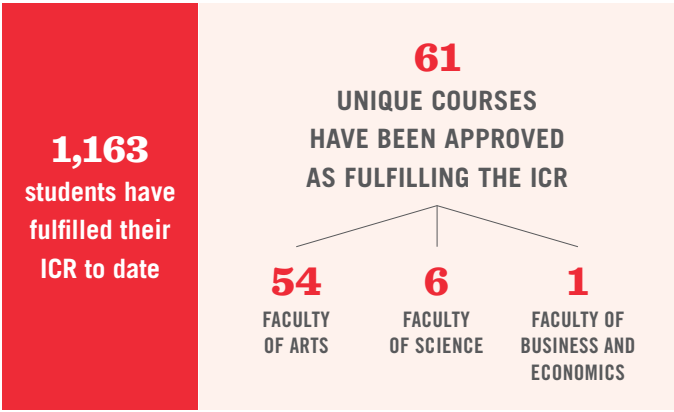 1,163
students have
fulfilled their
ICR to date
61
UNIQUE COURSES
HAVE BEEN APPROVED
AS FULFILLING THE ICR
54
FACULTY
OF ARTS
6
FACULTY
OF SCIENCE
1
FACULTY OF
BUSINESS AND
ECONOMICS